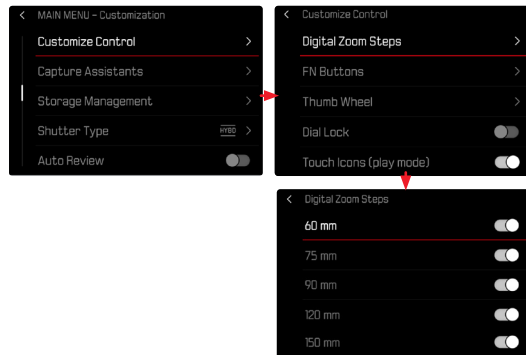 MAIN MENU - Customization
Customize Control
Capture Assistants
Storage Management
Shutter Type HYBD
Auto Review
Customize Control
Digital Zoom Steps
FN Buttons
Thumb Wheel
Dial Lock
Touch Icons (play mode)
Digital Zoom Steps
60 mm
75 mm
90 mm
120 mm
150 mm